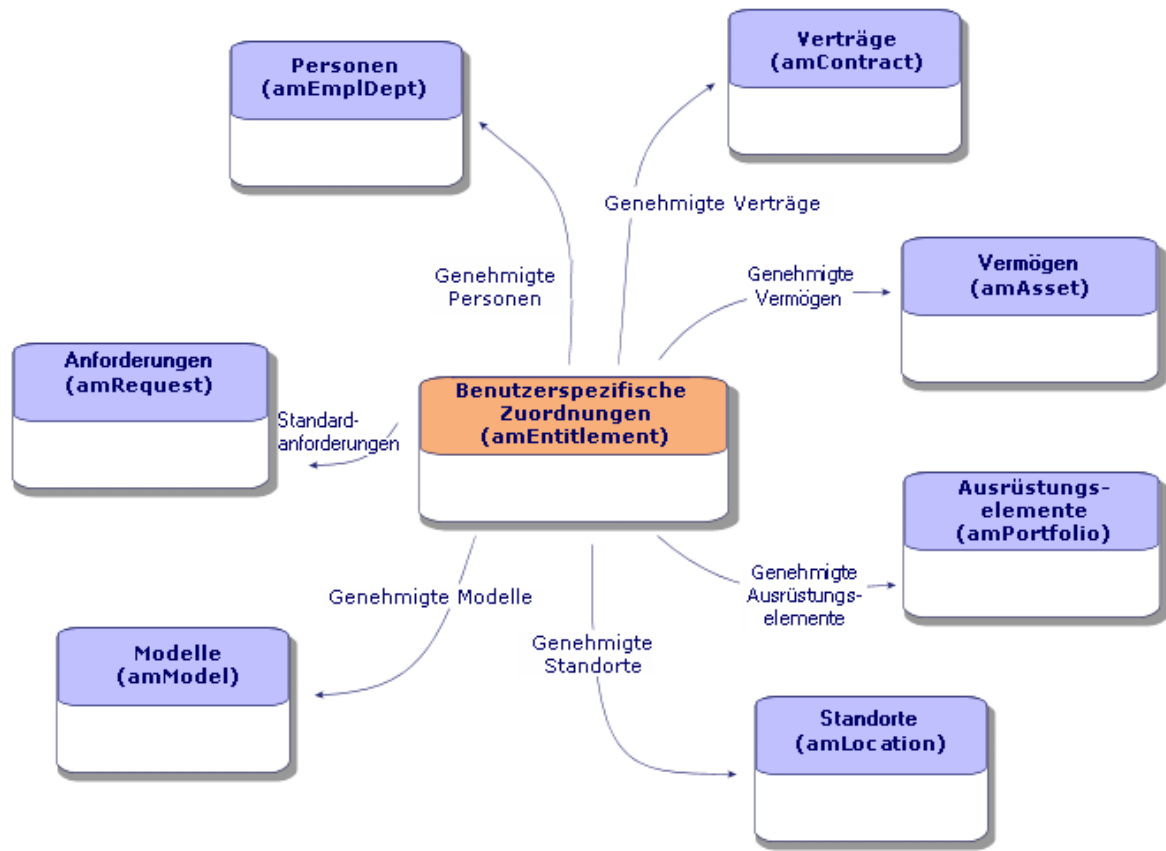 Verträge
(amContract)
Personen
(amEmplDept)
Genehmigte Verträge
Genehmigte
Personen
Genehmigte
Vermögen
Vermögen
(amAsset)
Anforderungen
(amRequest)
Standard-
anforderungen
Benutzerspezifische
Zuordnungen
(amEntitlement)
Ausrüstungs-
elemente
(amPortfolio)
Genehmigte
Ausrüstungs-
elemente
Genehmigte Modelle
Genehmigte
Standorte
Modelle
(amModel)
Standorte
(amLocation)